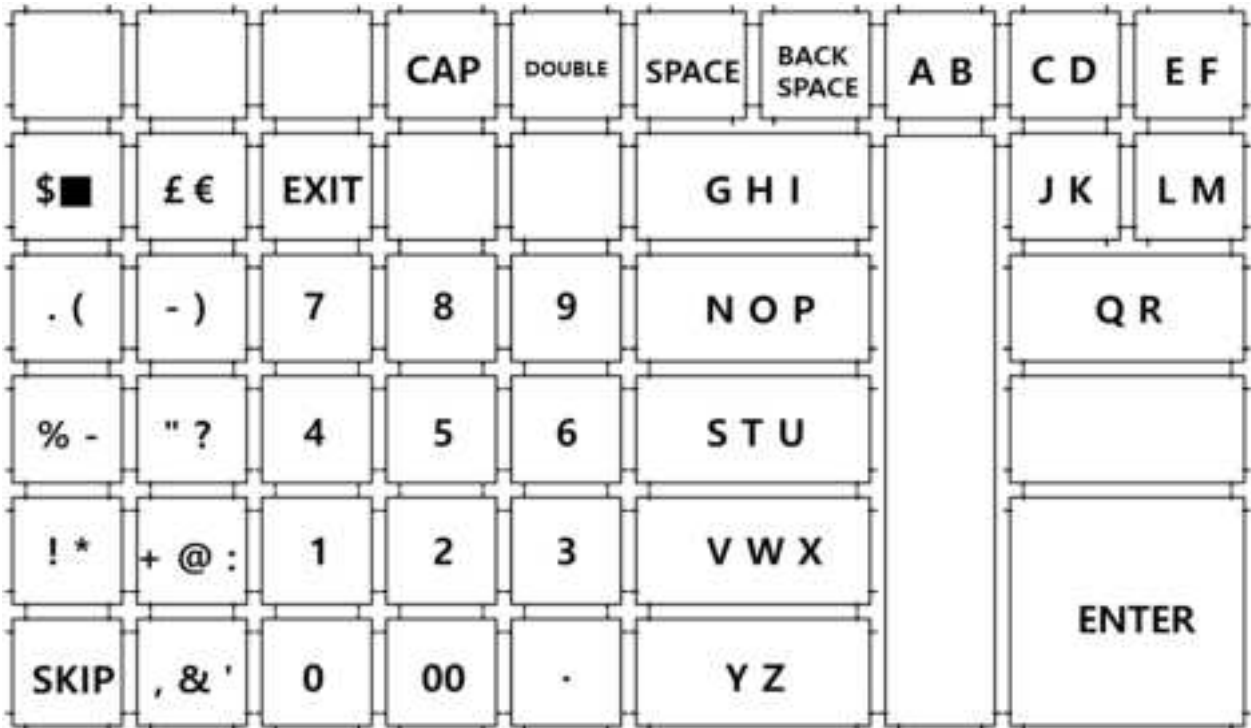 CAP DOUBLE SPACE BACK SPACE A B C D E F
$■ £ € EXIT G H I J K L M
. ( - ) 7 8 9 N O P Q R
% - " ? 4 5 6 S T U
! * + @ : 1 2 3 V W X
ENTER
SKIP , & ' 0 00 . Y Z